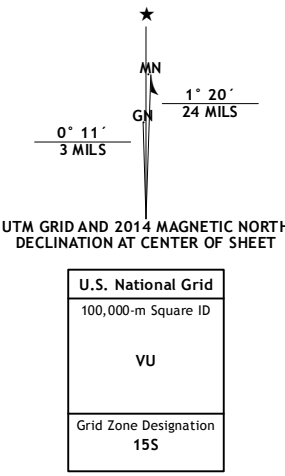 ★
MN
1° 20´
24 MILS
GN
0° 11´
3 MILS
UTM GRID AND 2014 MAGNETIC NORTH
DECLINATION AT CENTER OF SHEET
U.S. National Grid
100,000-m Square ID
VU
Grid Zone Designation
15S